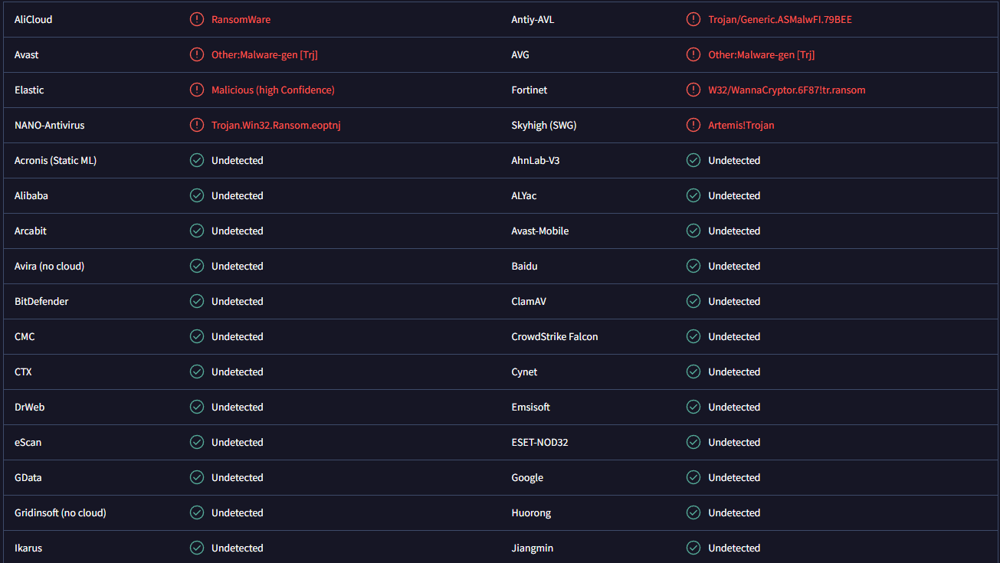 AliCloud RansomWare Antiy-AVL Trojan/Generic.ASMalwFI.79BEE
Avast Other:Malware-gen [Trj] AVG Other:Malware-gen [Trj]
Elastic Malicious (high Confidence) Fortinet W32/WannaCryptor.6F87!tr.ransom
NANO-Antivirus Trojan.Win32.Ransom.eoptnj Skyhigh (SWG) Artemis!Trojan
Acronis (Static ML) Undetected AhnLab-V3 Undetected
Alibaba Undetected ALYac Undetected
Arcabit Undetected Avast-Mobile Undetected
Avira (no cloud) Undetected Baidu Undetected
BitDefender Undetected ClamAV Undetected
CMC Undetected CrowdStrike Falcon Undetected
CTX Undetected Cynet Undetected
DrWeb Undetected Emsisoft Undetected
eScan Undetected ESET-NOD32 Undetected
GData Undetected Google Undetected
Gridinsoft (no cloud) Undetected Huorong Undetected
Ikarus Undetected Jiangmin Undetected